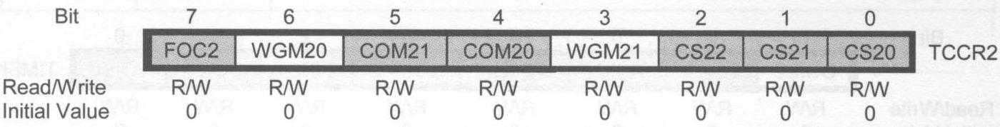 Bit 7 6 5 4 3 2 1 0
FOC2 WGM20 COM21 COM20 WGM21 CS22 CS21 CS20 TCCR2
Read/Write R/W R/W R/W R/W R/W R/W R/W R/W
Initial Value 0 0 0 0 0 0 0 0